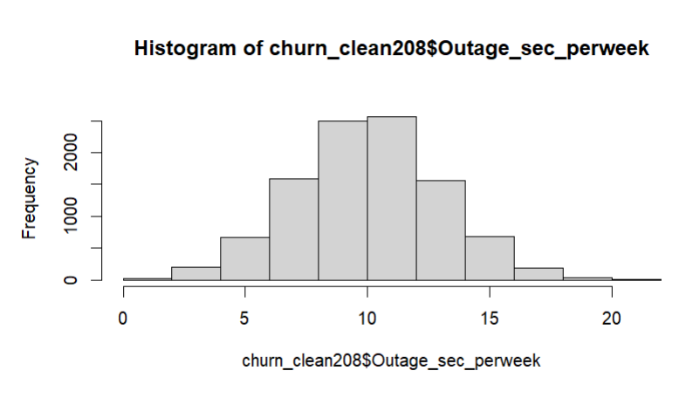 Histogram of churn_clean208$Outage_sec_perweek
Frequency
2000
1000
0
0 5 10 15 20
churn_clean208$Outage_sec_perweek